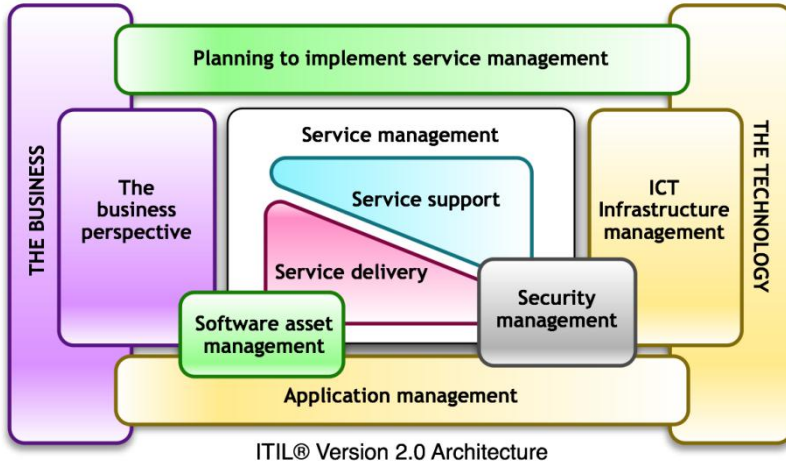 Planning to implement service management
THE BUSINESS
The
business
perspective
Service management
Service support
Service delivery
ICT
Infrastructure
management
THE TECHNOLOGY
Software asset
management
Security
management
Application management
ITIL® Version 2.0 Architecture